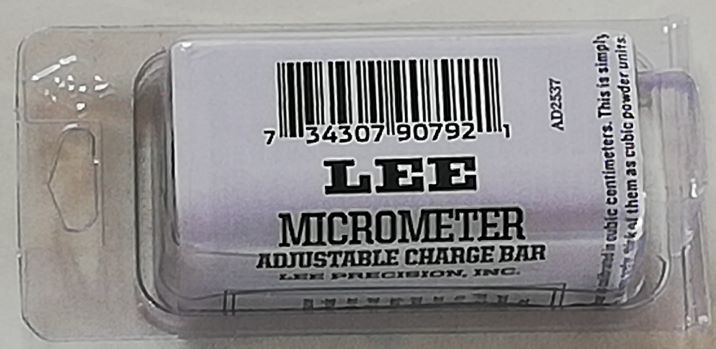 7 34307 90792 1
AD2537
LEE
MICROMETER
ADJUSTABLE CHARGE BAR
LEE PRECISION, INC.
in cubic centimeters. This is simply
them as cubic powder units.